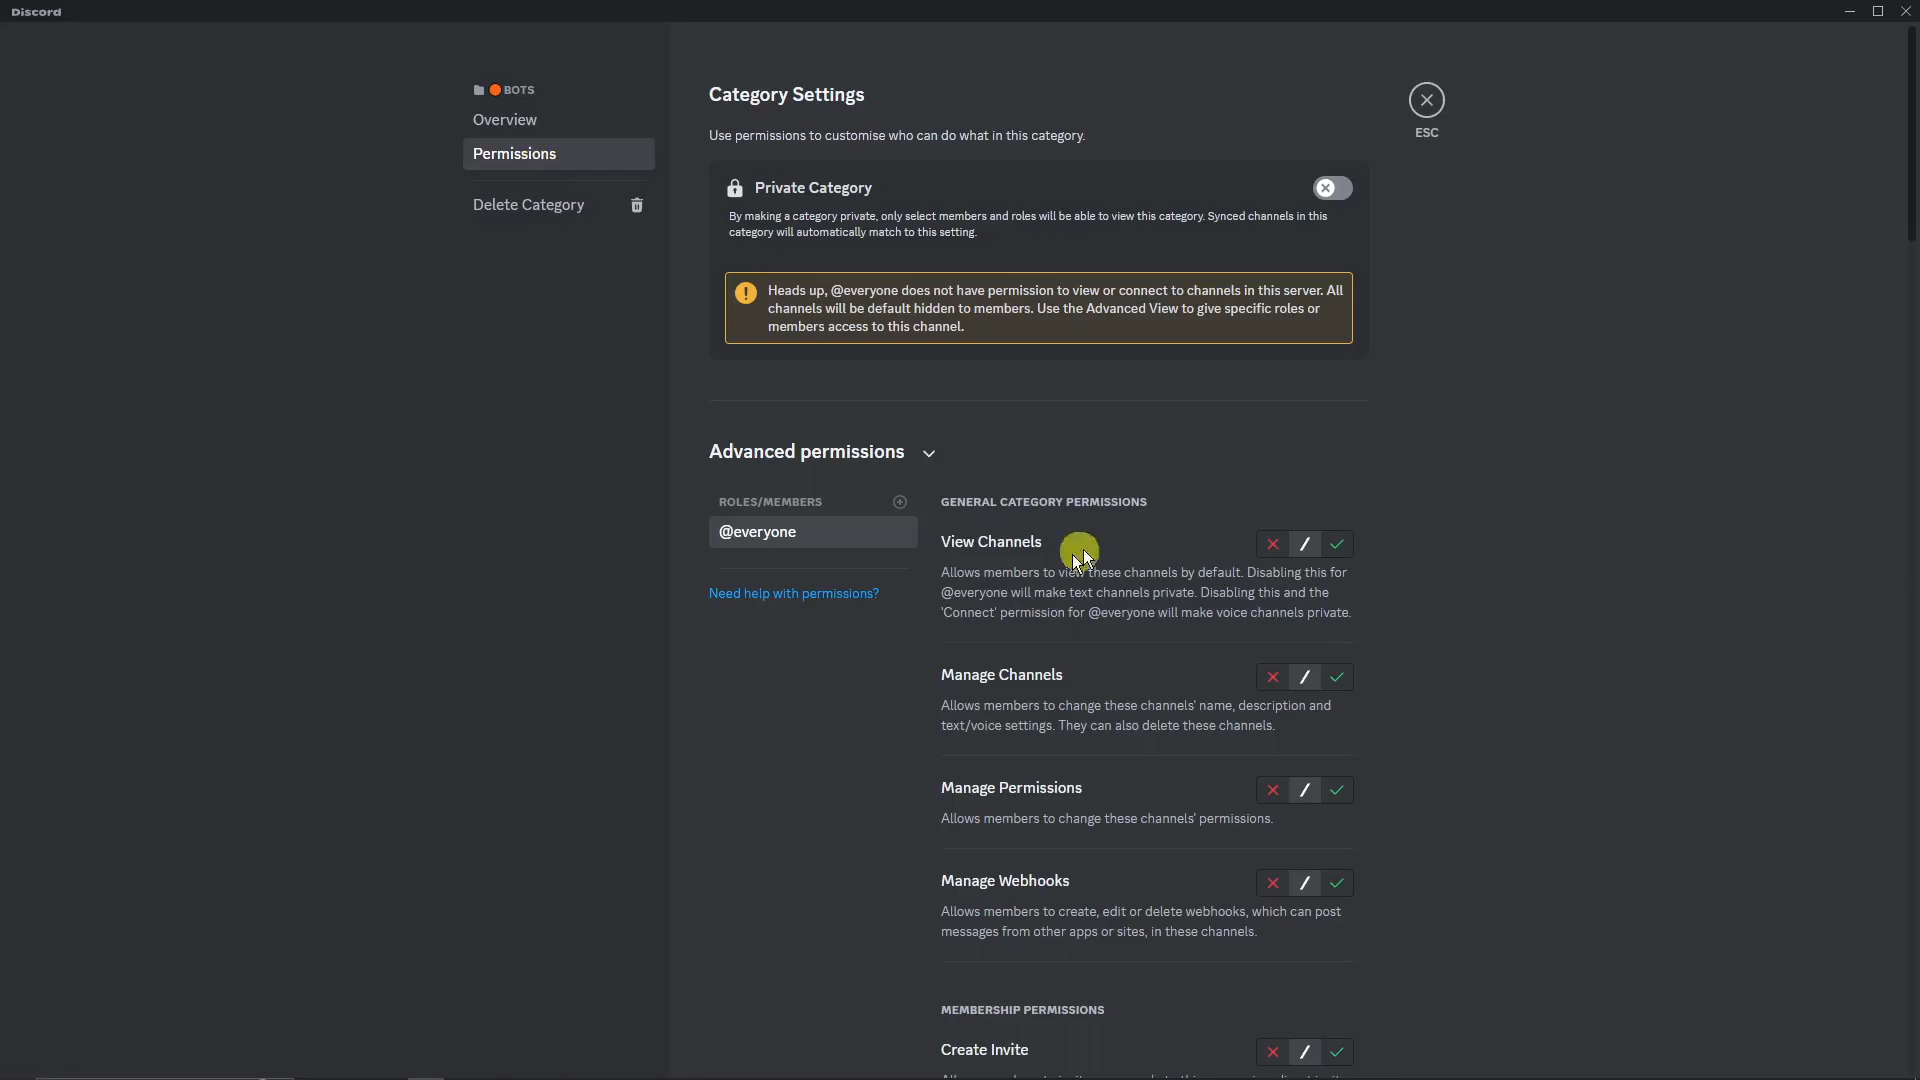 Discord
BOTS
Overview
Permissions
Delete Category
Category Settings
Use permissions to customise who can do what in this category.
ESC
Private Category
By making a category private, only select members and roles will be able to view this category. Synced channels in this
category will automatically match to this setting.
Heads up, @everyone does not have permission to view or connect to channels in this server. All
channels will be default hidden to members. Use the Advanced View to give specific roles or
members access to this channel.
Advanced permissions
ROLES/MEMBERS
@everyone
Need help with permissions?
GENERAL CATEGORY PERMISSIONS
View Channels
Allows members to view these channels by default. Disabling this for
@everyone will make text channels private. Disabling this and the
'Connect' permission for @everyone will make voice channels private.
Manage Channels
Allows members to change these channels' name, description and
text/voice settings. They can also delete these channels.
Manage Permissions
Allows members to change these channels' permissions.
Manage Webhooks
Allows members to create, edit or delete webhooks, which can post
messages from other apps or sites, in these channels.
MEMBERSHIP PERMISSIONS
Create Invite